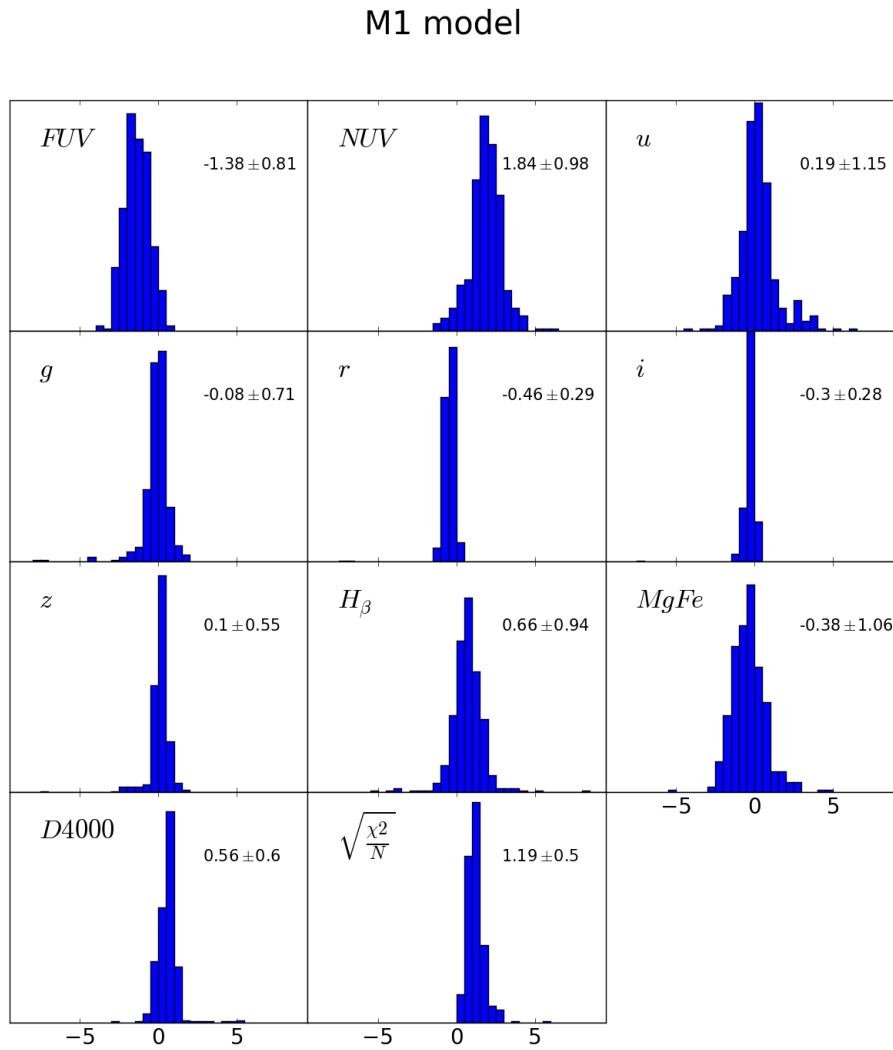 M1 model
FUV
-1.38±0.81
NUV
1.84±0.98
u
0.19±1.15
g
-0.08±0.71
r
-0.46±0.29
i
-0.3±0.28
z
0.1±0.55
H_β
0.66±0.94
MgFe
-0.38±1.06
−5 0 5
D4000
0.56±0.6
√(χ2/N)
1.19±0.5
−5 0 5
−5 0 5